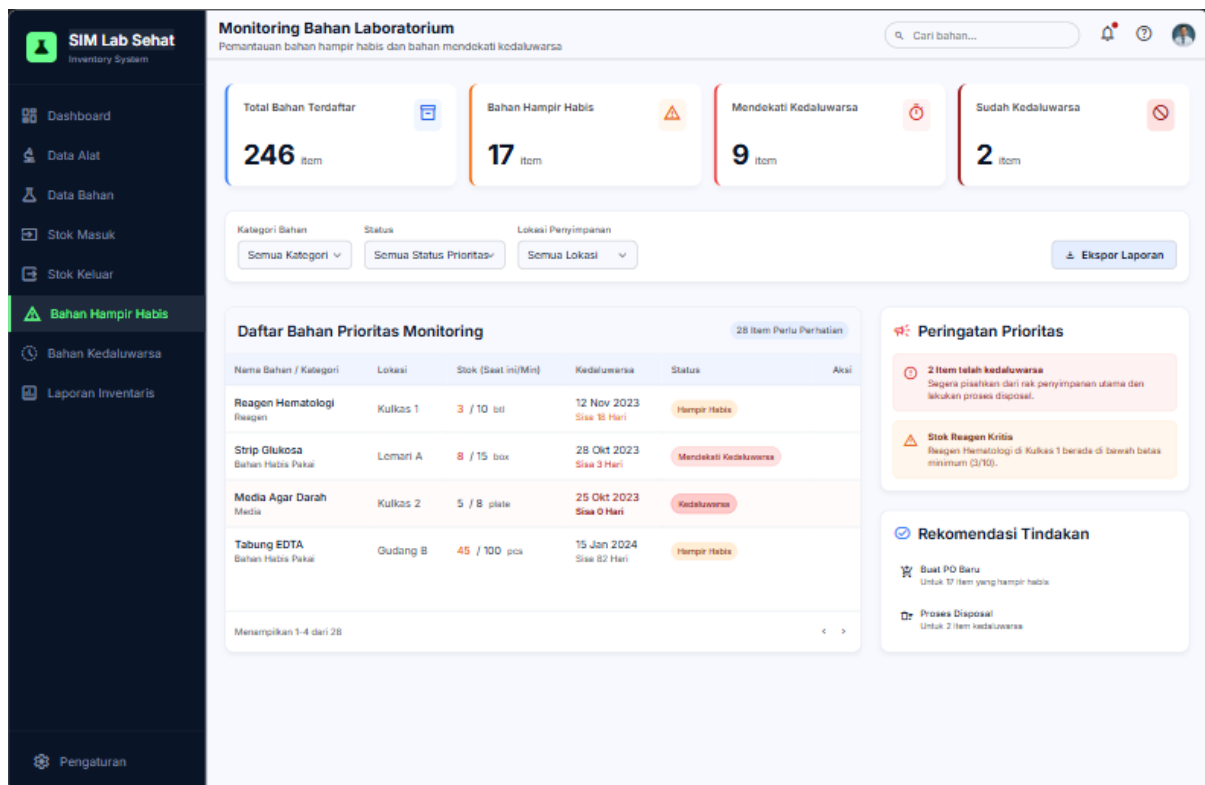 SIM Lab Sehat
Inventory System
Dashboard
Data Alat
Data Bahan
Stok Masuk
Stok Keluar
Bahan Hampir Habis
Bahan Kedaluwarsa
Laporan Inventaris
Pengaturan
Monitoring Bahan Laboratorium
Pemantauan bahan hampir habis dan bahan mendekati kedaluwarsa
Cari bahan...
Total Bahan Terdaftar
246 item
Bahan Hampir Habis
17 item
Mendekati Kedaluwarsa
9 item
Sudah Kedaluwarsa
2 item
Kategori Bahan
Semua Kategori
Status
Semua Status Prioritas
Lokasi Penyimpanan
Semua Lokasi
Ekspor Laporan
Daftar Bahan Prioritas Monitoring
28 Item Perlu Perhatian
Nama Bahan / Kategori Lokasi Stok (Saat ini/Min) Kedaluwarsa Status Aksi
Reagen Hematologi Kulkas 1 3 / 10 btl 12 Nov 2023 Hampir Habis
Reagen Sisa 18 Hari
Strip Glukosa Lemari A 8 / 15 box 28 Okt 2023 Mendekati Kedaluwarsa
Bahan Habis Pakai Sisa 3 Hari
Media Agar Darah Kulkas 2 5 / 8 plate 25 Okt 2023 Kedaluwarsa
Media Sisa 0 Hari
Tabung EDTA Gudang B 45 / 100 pcs 15 Jan 2024 Hampir Habis
Bahan Habis Pakai Sisa 82 Hari
Menampilkan 1-4 dari 28
Peringatan Prioritas
2 Item telah kedaluwarsa
Segera pisahkan dari rak penyimpanan utama dan
lakukan proses disposal.
Stok Reagen Kritis
Reagen Hematologi di Kulkas 1 berada di bawah batas
minimum (3/10).
Rekomendasi Tindakan
Buat PO Baru
Untuk 17 item yang hampir habis
Proses Disposal
Untuk 2 item kedaluwarsa